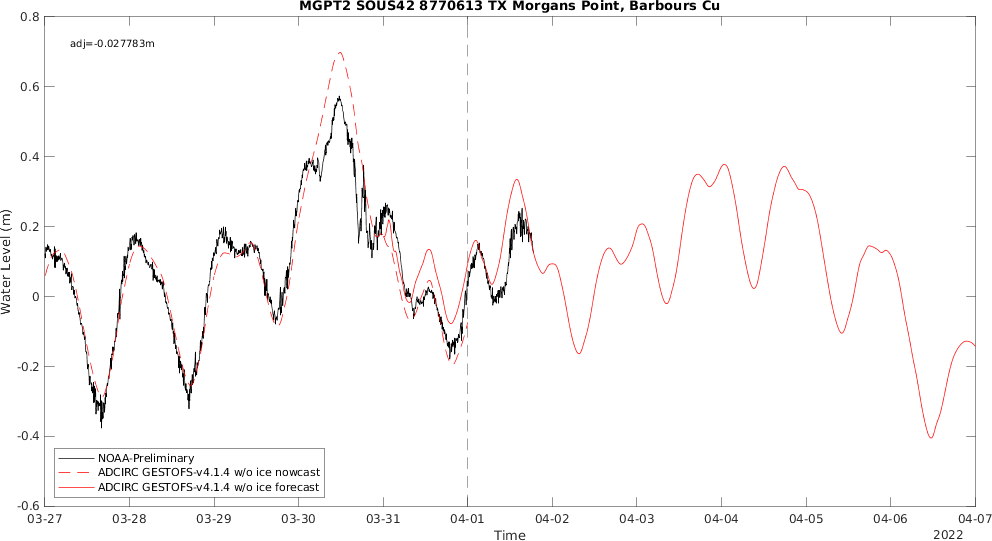 MGPT2 SOUS42 8770613 TX Morgans Point, Barbours Cu
adj=-0.027783m
0.8
0.6
0.4
0.2
0
-0.2
-0.4
-0.6
Water Level (m)
NOAA-Preliminary
ADCIRC GESTOFS-v4.1.4 w/o ice nowcast
ADCIRC GESTOFS-v4.1.4 w/o ice forecast
03-27 03-28 03-29 03-30 03-31 04-01 04-02 04-03 04-04 04-05 04-06 04-07
Time
2022